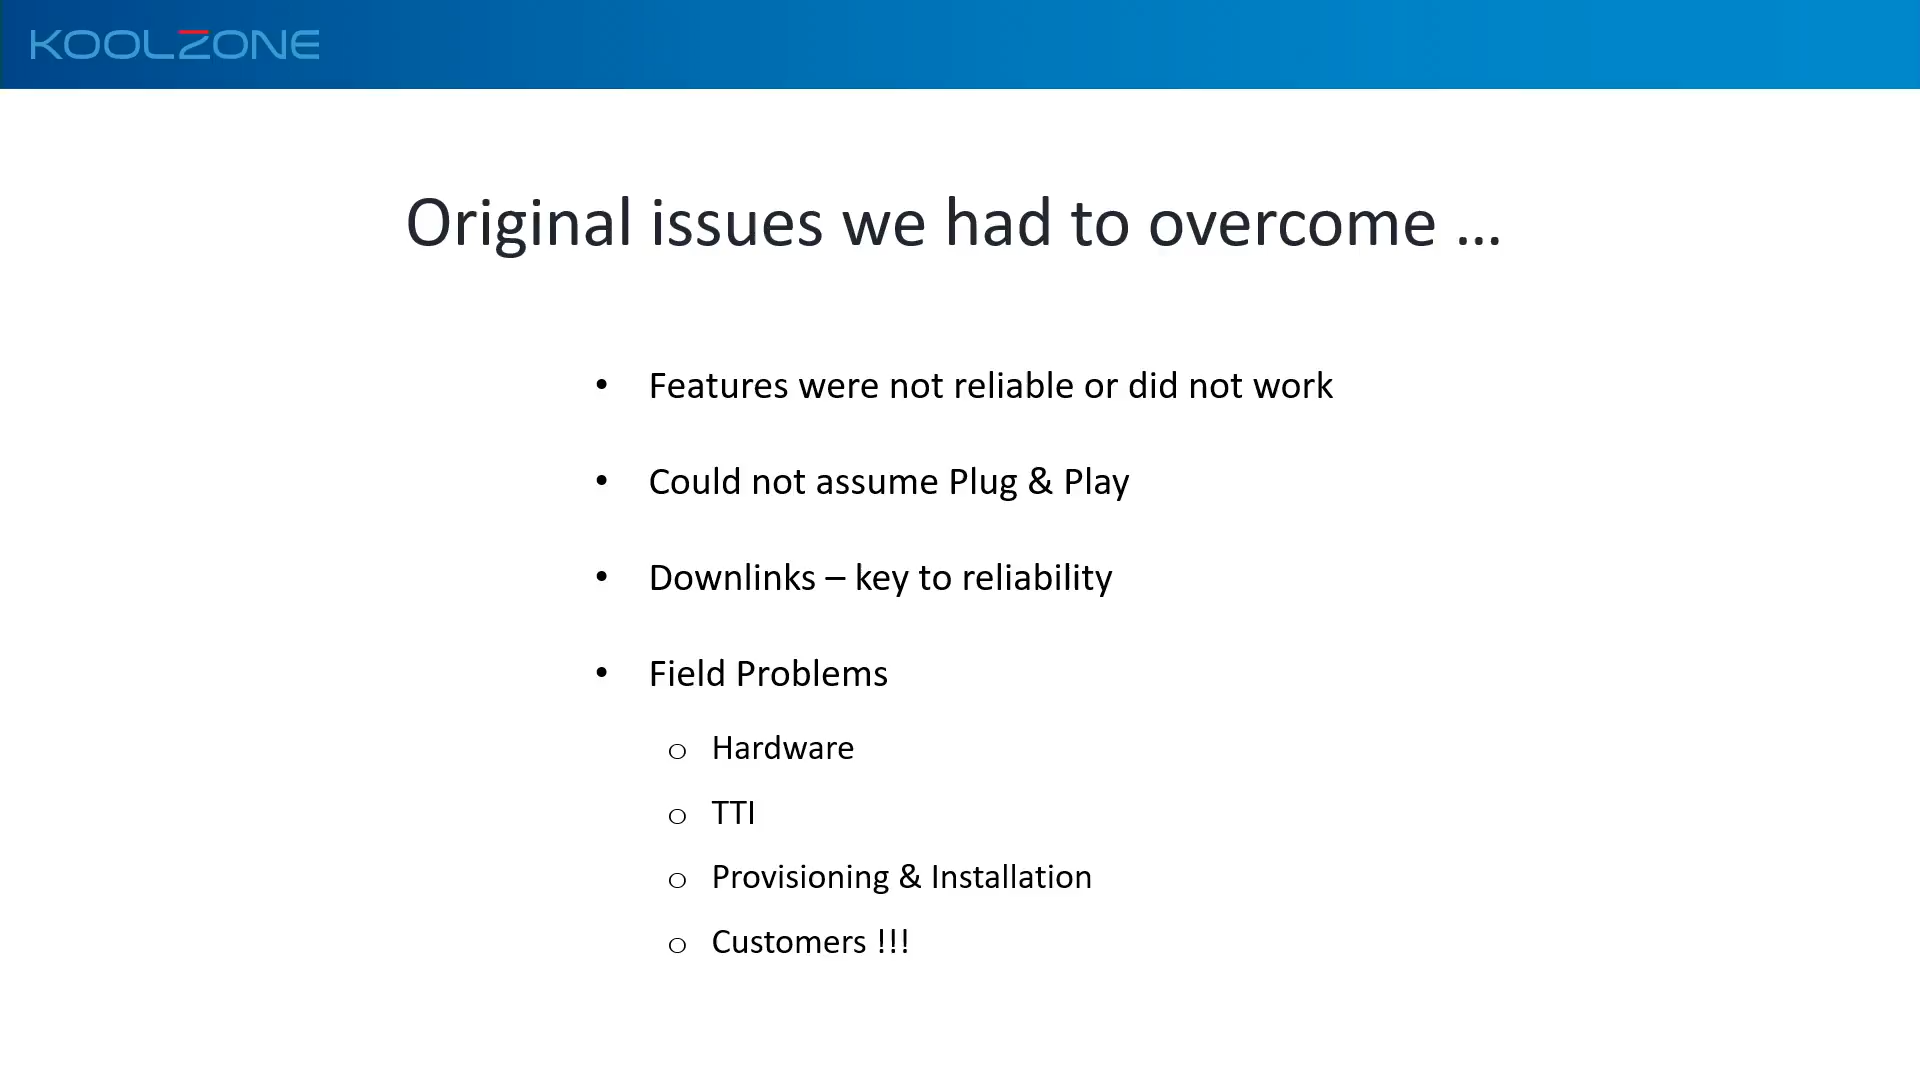 KOOLZONE
Original issues we had to overcome ...
• Features were not reliable or did not work
• Could not assume Plug & Play
• Downlinks – key to reliability
• Field Problems
o Hardware
o TTI
o Provisioning & Installation
o Customers !!!